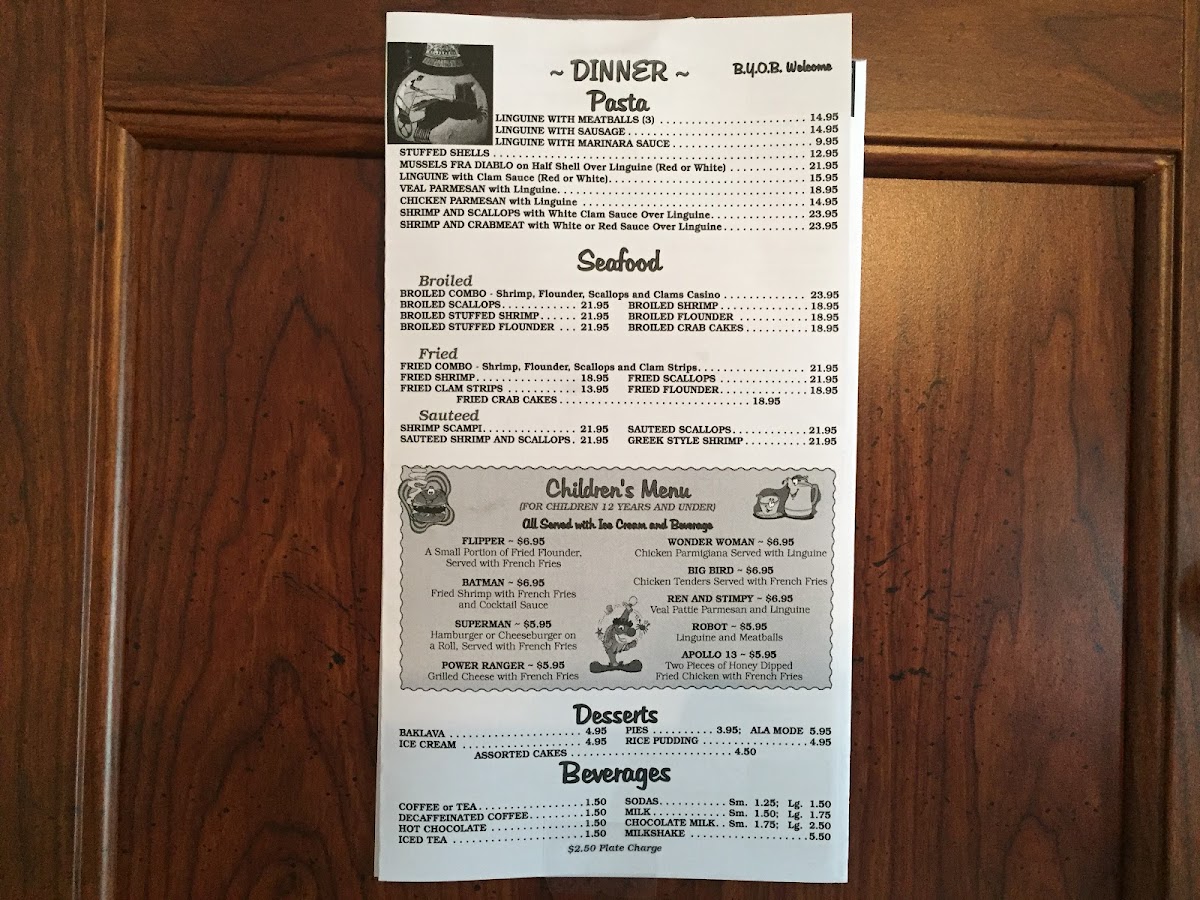 ~ DINNER ~
B.Y.O.B. Welcome
Pasta
LINGUINE WITH MEATBALLS (3) . . . . . 14.95
LINGUINE WITH SAUSAGE . . . . . 14.95
LINGUINE WITH MARINARA SAUCE . . . . . 9.95
STUFFED SHELLS . . . . . 12.95
MUSSELS FRA DIABLO on Half Shell Over Linguine (Red or White) . . . . . 21.95
LINGUINE with Clam Sauce (Red or White). . . . . 15.95
VEAL PARMESAN with Linguine. . . . . 18.95
CHICKEN PARMESAN with Linguine . . . . . 14.95
SHRIMP AND SCALLOPS with White Clam Sauce Over Linguine. . . . . 23.95
SHRIMP AND CRABMEAT with White or Red Sauce Over Linguine . . . . . 23.95
Seafood
Broiled
BROILED COMBO - Shrimp, Flounder, Scallops and Clams Casino . . . . . 23.95
BROILED SCALLOPS . . . . . 21.95 BROILED SHRIMP . . . . . 18.95
BROILED STUFFED SHRIMP . . . . . 21.95 BROILED FLOUNDER . . . . . 18.95
BROILED STUFFED FLOUNDER . . . 21.95 BROILED CRAB CAKES . . . . . 18.95
Fried
FRIED COMBO - Shrimp, Flounder, Scallops and Clam Strips. . . . . 21.95
FRIED SHRIMP . . . . . 18.95 FRIED SCALLOPS . . . . . 21.95
FRIED CLAM STRIPS . . . . . 13.95 FRIED FLOUNDER . . . . . 18.95
FRIED CRAB CAKES . . . . . 18.95
Sauteed
SHRIMP SCAMPI . . . . . 21.95 SAUTEED SCALLOPS . . . . . 21.95
SAUTEED SHRIMP AND SCALLOPS . 21.95 GREEK STYLE SHRIMP . . . . . 21.95
Children's Menu
(FOR CHILDREN 12 YEARS AND UNDER)
All Served with Ice Cream and Beverage
FLIPPER ~ $6.95
A Small Portion of Fried Flounder,
Served with French Fries
BATMAN ~ $6.95
Fried Shrimp with French Fries
and Cocktail Sauce
SUPERMAN ~ $5.95
Hamburger or Cheeseburger on
a Roll, Served with French Fries
POWER RANGER ~ $5.95
Grilled Cheese with French Fries
WONDER WOMAN ~ $6.95
Chicken Parmigiana Served with Linguine
BIG BIRD ~ $6.95
Chicken Tenders Served with French Fries
REN AND STIMPY ~ $6.95
Veal Pattie Parmesan and Linguine
ROBOT ~ $5.95
Linguine and Meatballs
APOLLO 13 ~ $5.95
Two Pieces of Honey Dipped
Fried Chicken with French Fries
Desserts
BAKLAVA . . . . . 4.95 PIES . . . . . 3.95; ALA MODE 5.95
ICE CREAM . . . . . 4.95 RICE PUDDING . . . . . 4.95
ASSORTED CAKES . . . . . 4.50
Beverages
COFFEE or TEA . . . . . 1.50 SODAS . . . . . Sm. 1.25; Lg. 1.50
DECAFFEINATED COFFEE . . . . . 1.50 MILK . . . . . Sm. 1.50; Lg. 1.75
HOT CHOCOLATE . . . . . 1.50 CHOCOLATE MILK . . Sm. 1.75; Lg. 2.50
ICED TEA . . . . . 1.50 MILKSHAKE . . . . . 5.50
$2.50 Plate Charge